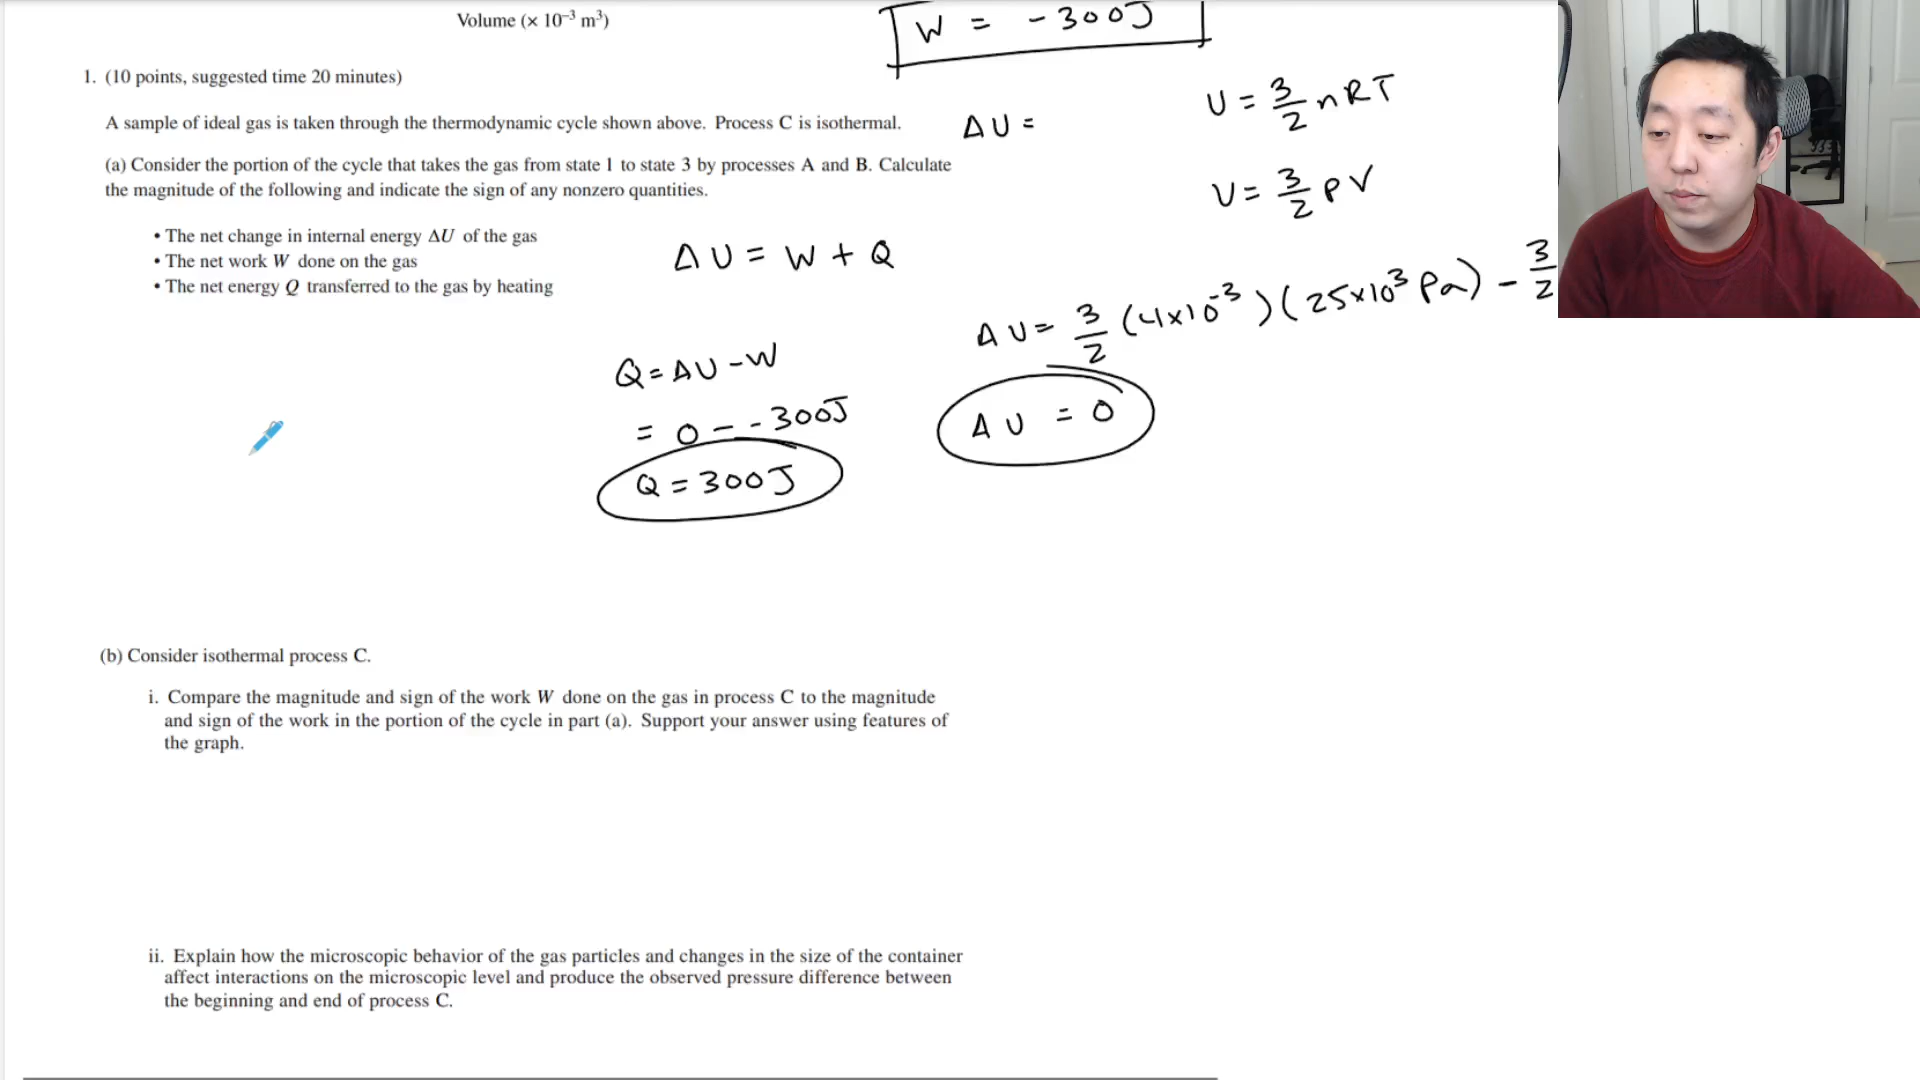 Volume (× 10⁻³ m³)
W = -300J
1. (10 points, suggested time 20 minutes)
A sample of ideal gas is taken through the thermodynamic cycle shown above. Process C is isothermal.
ΔU =
U = 3/2 nRT
(a) Consider the portion of the cycle that takes the gas from state 1 to state 3 by processes A and B. Calculate
the magnitude of the following and indicate the sign of any nonzero quantities.
U = 3/2 PV
• The net change in internal energy ΔU of the gas
• The net work W done on the gas
• The net energy Q transferred to the gas by heating
ΔU = W + Q
ΔU = 3/2 (4x10⁻³)(25x10³ Pa) - 3/2
Q = ΔU - W
= 0 - -300J
Q = 300J
ΔU = 0
(b) Consider isothermal process C.
i. Compare the magnitude and sign of the work W done on the gas in process C to the magnitude
and sign of the work in the portion of the cycle in part (a). Support your answer using features of
the graph.
ii. Explain how the microscopic behavior of the gas particles and changes in the size of the container
affect interactions on the microscopic level and produce the observed pressure difference between
the beginning and end of process C.